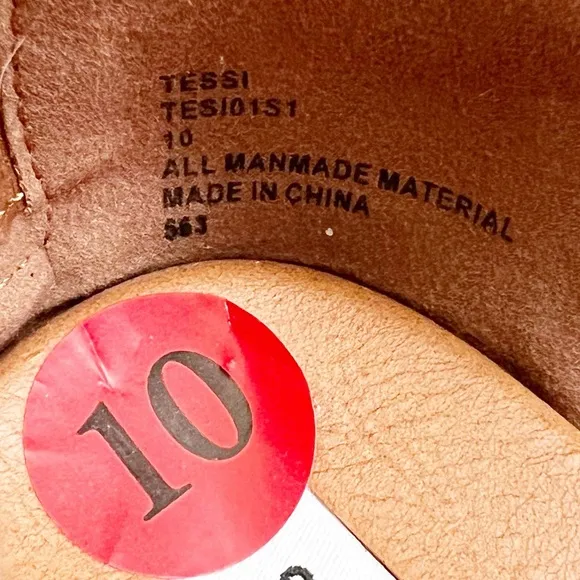 TESSI
TESI01S1
10
ALL MANMADE MATERIAL
MADE IN CHINA
563
10